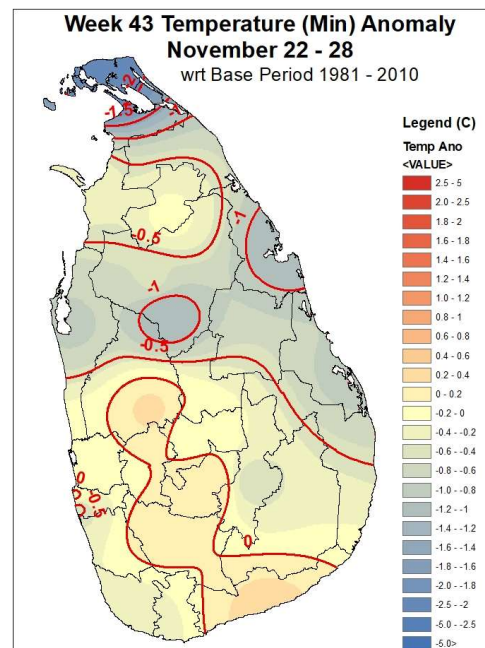 Week 43 Temperature (Min) Anomaly
November 22 - 28
wrt Base Period 1981 - 2010
Legend (C)
Temp Ano
<VALUE>
2.5 - 5
2.0 - 2.5
1.8 - 2
1.6 - 1.8
1.4 - 1.6
1.2 - 1.4
1.0 - 1.2
0.8 - 1
0.6 - 0.8
0.4 - 0.6
0.2 - 0.4
0 - 0.2
-0.2 - 0
-0.4 - -0.2
-0.6 - -0.4
-0.8 - -0.6
-1.0 - -0.8
-1.2 - -1
-1.4 - -1.2
-1.6 - -1.4
-1.8 - -1.6
-2.0 - -1.8
-2.5 - -2
-5.0 - -2.5
-5.0>
-2
-1.5
-1
-0.5
-1
-1
-0.5
0
-0.5
0